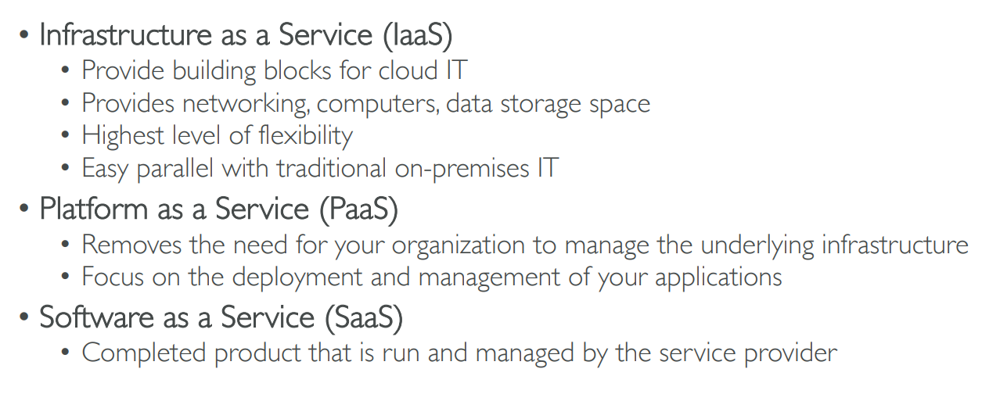 • Infrastructure as a Service (IaaS)
• Provide building blocks for cloud IT
• Provides networking, computers, data storage space
• Highest level of flexibility
• Easy parallel with traditional on-premises IT
• Platform as a Service (PaaS)
• Removes the need for your organization to manage the underlying infrastructure
• Focus on the deployment and management of your applications
• Software as a Service (SaaS)
• Completed product that is run and managed by the service provider